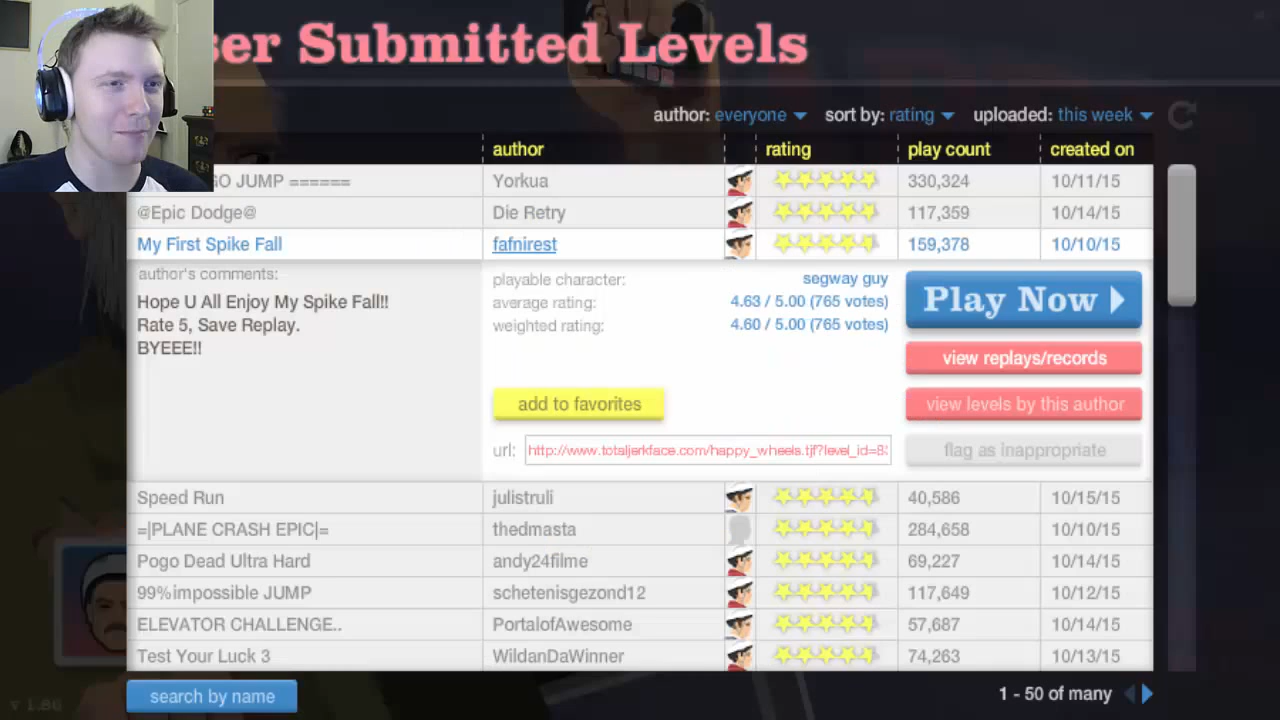 ser Submitted Levels
author: everyone sort by: rating uploaded: this week
author rating play count created on
GO JUMP ====== Yorkua 330,324 10/11/15
@Epic Dodge@ Die Retry 117,359 10/14/15
My First Spike Fall fafnirest 159,378 10/10/15
author's comments:
Hope U All Enjoy My Spike Fall!!
Rate 5, Save Replay.
BYEEE!!
playable character: segway guy
average rating: 4.63 / 5.00 (765 votes)
weighted rating: 4.60 / 5.00 (765 votes)
add to favorites
url: http://www.totaljerkface.com/happy_wheels.tjf?level_id=8
Play Now
view replays/records
view levels by this author
flag as inappropriate
Speed Run julistruli 40,586 10/15/15
=|PLANE CRASH EPIC|= thedmasta 284,658 10/10/15
Pogo Dead Ultra Hard andy24filme 69,227 10/14/15
99%impossible JUMP schetenisgezond12 117,649 10/12/15
ELEVATOR CHALLENGE.. PortalofAwesome 57,687 10/14/15
Test Your Luck 3 WildanDaWinner 74,263 10/13/15
search by name
1 - 50 of many
v 1.86